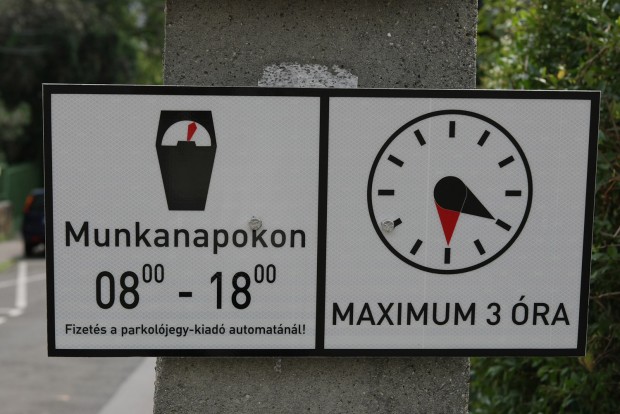 Munkanapokon
08⁰⁰ - 18⁰⁰
Fizetés a parkolójegy-kiadó automatánál!
MAXIMUM 3 ÓRA